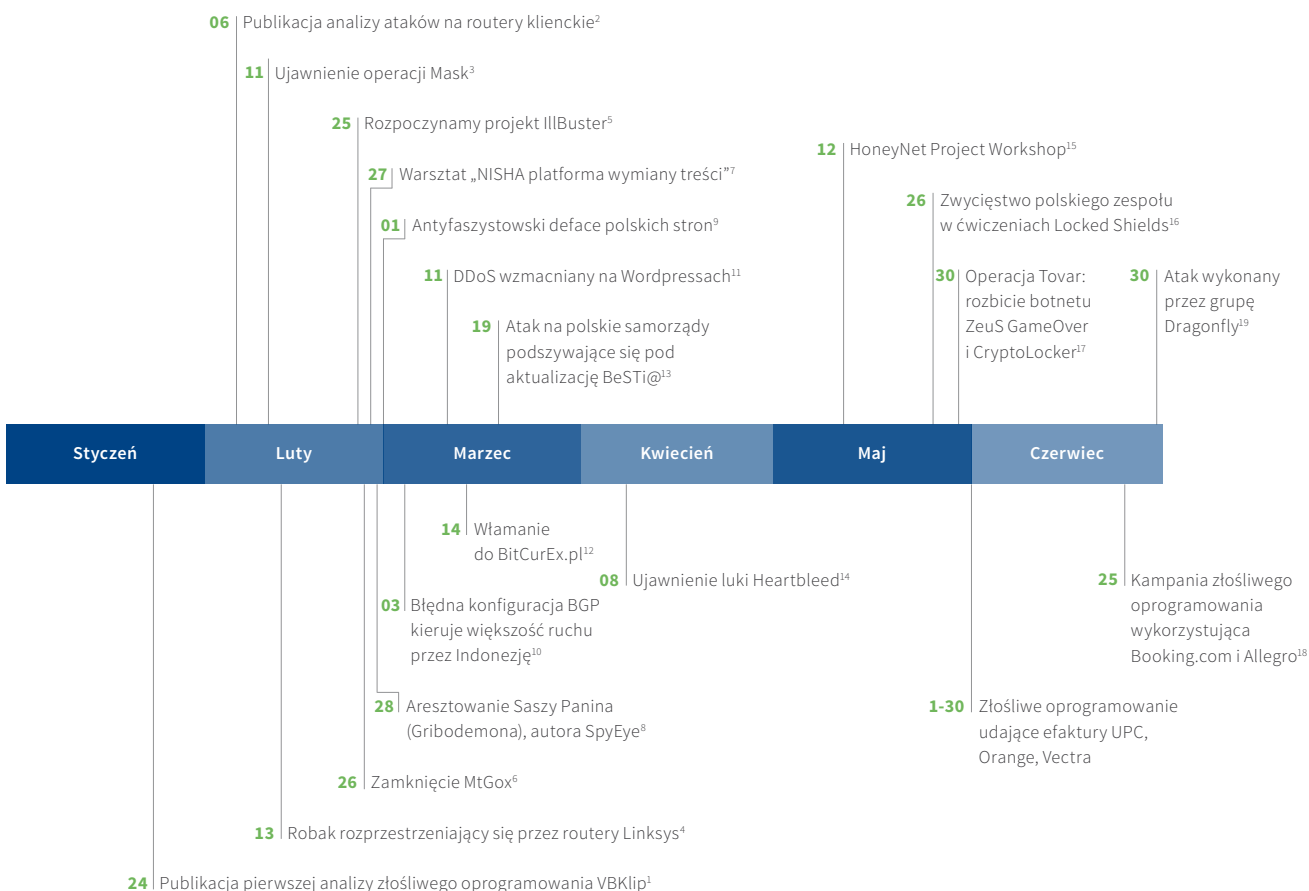 06 Publikacja analizy ataków na routery klienckie2
11 Ujawnienie operacji Mask3
25 Rozpoczynamy projekt IllBuster5
27 Warsztat „NISHA platforma wymiany treści”7
01 Antyfaszystowski deface polskich stron9
11 DDoS wzmacniany na Wordpressach11
19 Atak na polskie samorządy
podszywające się pod
aktualizację BeSTi@13
12 HoneyNet Project Workshop15
26 Zwycięstwo polskiego zespołu
w ćwiczeniach Locked Shields16
30 Operacja Tovar:
rozbicie botnetu
ZeuS GameOver
i CryptoLocker17
30 Atak wykonany
przez grupę
Dragonfly19
Styczeń
Luty
Marzec
Kwiecień
Maj
Czerwiec
14 Włamanie
do BitCurEx.pl12
08 Ujawnienie luki Heartbleed14
25 Kampania złośliwego
oprogramowania
wykorzystująca
Booking.com i Allegro18
03 Błędna konfiguracja BGP
kieruje większość ruchu
przez Indonezję10
28 Aresztowanie Saszy Panina
(Gribodemona), autora SpyEye8
1-30 Złośliwe oprogramowanie
udające efaktury UPC,
Orange, Vectra
26 Zamknięcie MtGox6
13 Robak rozprzestrzeniający się przez routery Linksys4
24 Publikacja pierwszej analizy złośliwego oprogramowania VBKlip1